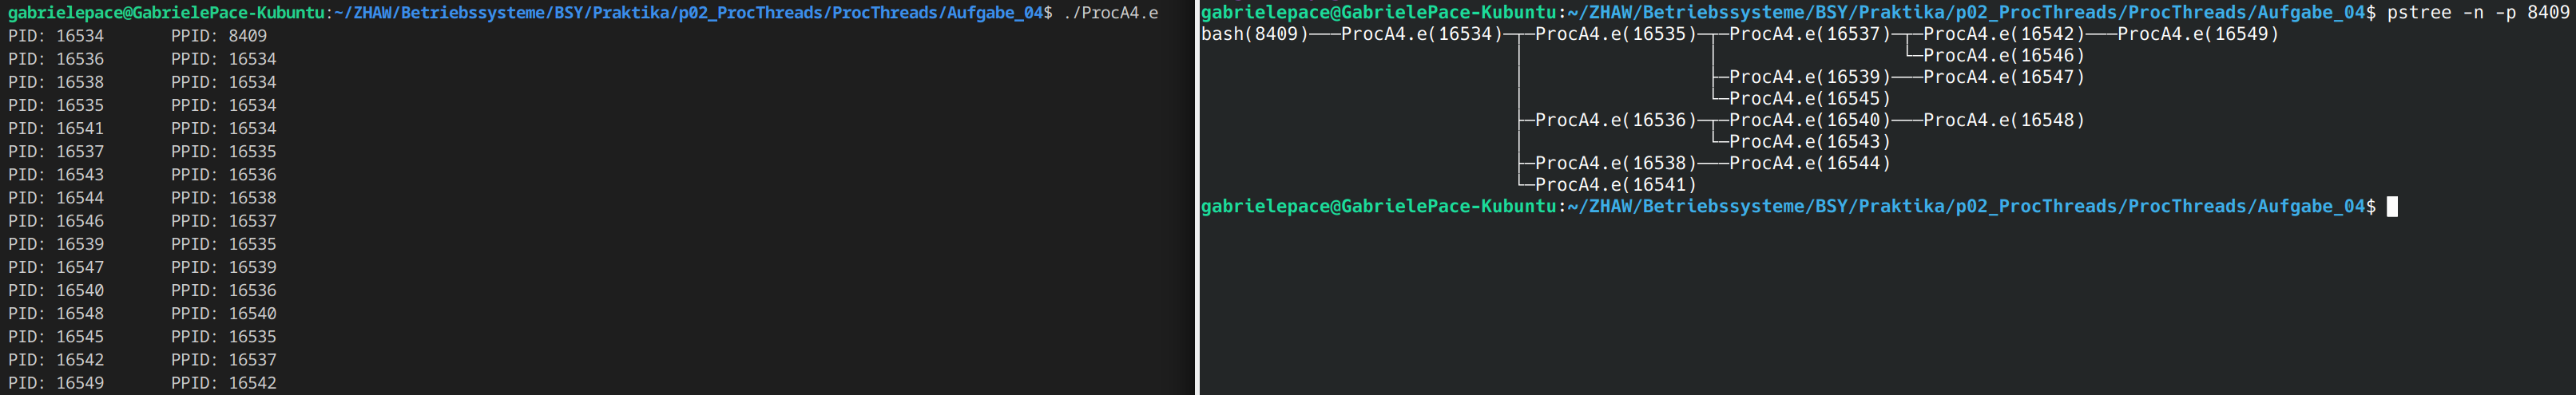 gabrielepace@GabrielePace-Kubuntu:~/ZHAW/Betriebssysteme/BSY/Praktika/p02_ProcThreads/ProcThreads/Aufgabe_04$ ./ProcA4.e
PID: 16534       PPID: 8409
PID: 16536       PPID: 16534
PID: 16538       PPID: 16534
PID: 16535       PPID: 16534
PID: 16541       PPID: 16534
PID: 16537       PPID: 16535
PID: 16543       PPID: 16536
PID: 16544       PPID: 16538
PID: 16546       PPID: 16537
PID: 16539       PPID: 16535
PID: 16547       PPID: 16539
PID: 16540       PPID: 16536
PID: 16548       PPID: 16540
PID: 16545       PPID: 16535
PID: 16542       PPID: 16537
PID: 16549       PPID: 16542
gabrielepace@GabrielePace-Kubuntu:~/ZHAW/Betriebssysteme/BSY/Praktika/p02_ProcThreads/ProcThreads/Aufgabe_04$ pstree -n -p 8409
bash(8409)───ProcA4.e(16534)─┬─ProcA4.e(16535)─┬─ProcA4.e(16537)─┬─ProcA4.e(16542)───ProcA4.e(16549)
                             │                 │                 └─ProcA4.e(16546)
                             │                 ├─ProcA4.e(16539)───ProcA4.e(16547)
                             │                 └─ProcA4.e(16545)
                             ├─ProcA4.e(16536)─┬─ProcA4.e(16540)───ProcA4.e(16548)
                             │                 └─ProcA4.e(16543)
                             ├─ProcA4.e(16538)───ProcA4.e(16544)
                             └─ProcA4.e(16541)
gabrielepace@GabrielePace-Kubuntu:~/ZHAW/Betriebssysteme/BSY/Praktika/p02_ProcThreads/ProcThreads/Aufgabe_04$